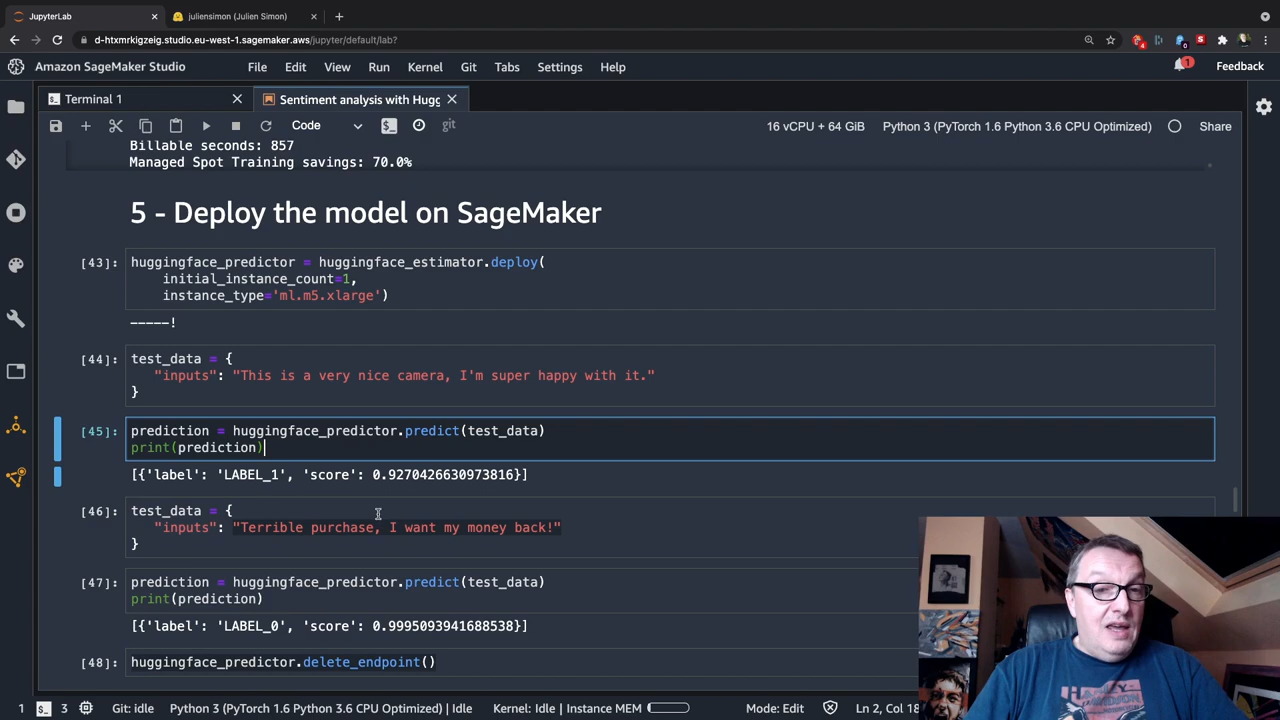 JupyterLab
juliensimon (Julien Simon)
d-htxmrkigzeig.studio.eu-west-1.sagemaker.aws/jupyter/default/lab?
4
0
S
Amazon SageMaker Studio
File Edit View Run Kernel Git Tabs Settings Help
1
Feedback
Terminal 1
Sentiment analysis with Hugg
Code
git
16 vCPU + 64 GiB
Python 3 (PyTorch 1.6 Python 3.6 CPU Optimized)
Share
Billable seconds: 857
Managed Spot Training savings: 70.0%
5 - Deploy the model on SageMaker
[43]: huggingface_predictor = huggingface_estimator.deploy(
initial_instance_count=1,
instance_type='ml.m5.xlarge')
-----!
[44]: test_data = {
"inputs": "This is a very nice camera, I'm super happy with it."
}
[45]: prediction = huggingface_predictor.predict(test_data)
print(prediction)
[{'label': 'LABEL_1', 'score': 0.9270426630973816}]
[46]: test_data = {
"inputs": "Terrible purchase, I want my money back!"
}
[47]: prediction = huggingface_predictor.predict(test_data)
print(prediction)
[{'label': 'LABEL_0', 'score': 0.9995093941688538}]
[48]: huggingface_predictor.delete_endpoint()
1 3 Git: idle Python 3 (PyTorch 1.6 Python 3.6 CPU Optimized) | Idle Kernel: Idle | Instance MEM Mode: Edit Ln 2, Col 18